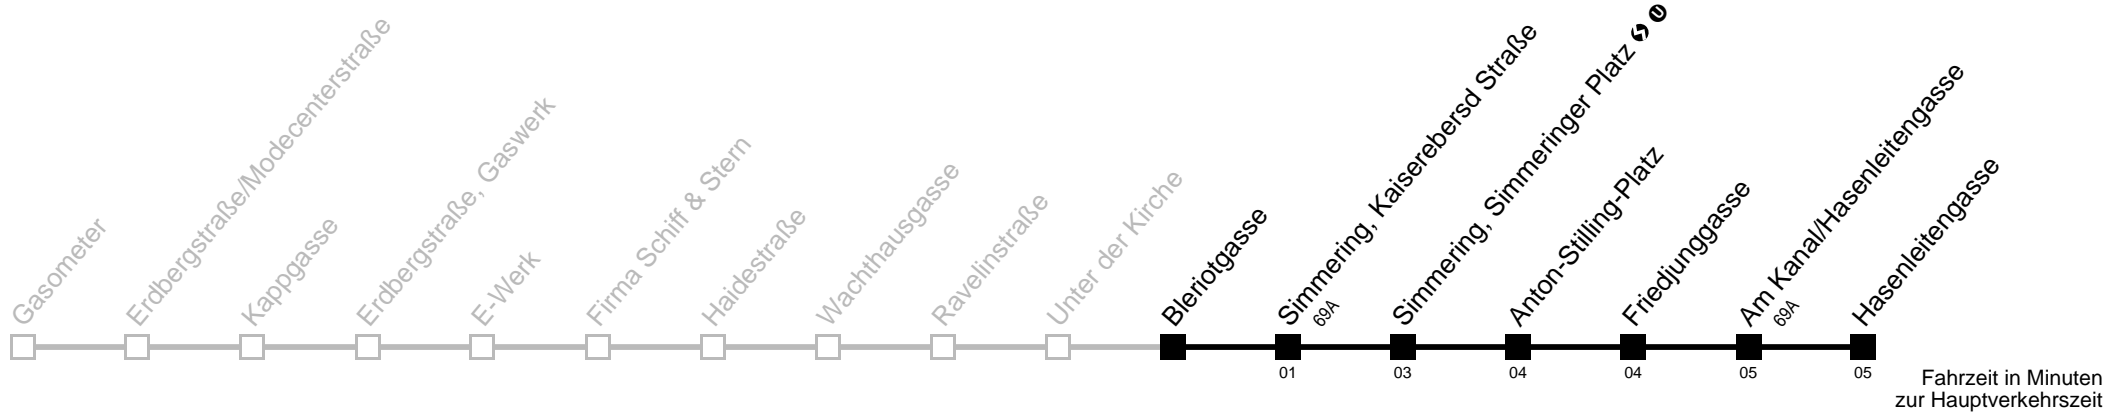 Gasometer
Erdbergstraße/Modecenterstraße
Kappgasse
Erdbergstraße, Gaswerk
E-Werk
Firma Schiff & Stern
Haidestraße
Wachthausgasse
Ravelinstraße
Unter der Kirche
Bleriotgasse
Simmering, Kaiserebersd Straße
69A
Simmering, Simmeringer Platz S U
Anton-Stilling-Platz
Friedjunggasse
Am Kanal/Hasenleitengasse
69A
Hasenleitengasse
01 03 04 04 05 05
Fahrzeit in Minuten
zur Hauptverkehrszeit